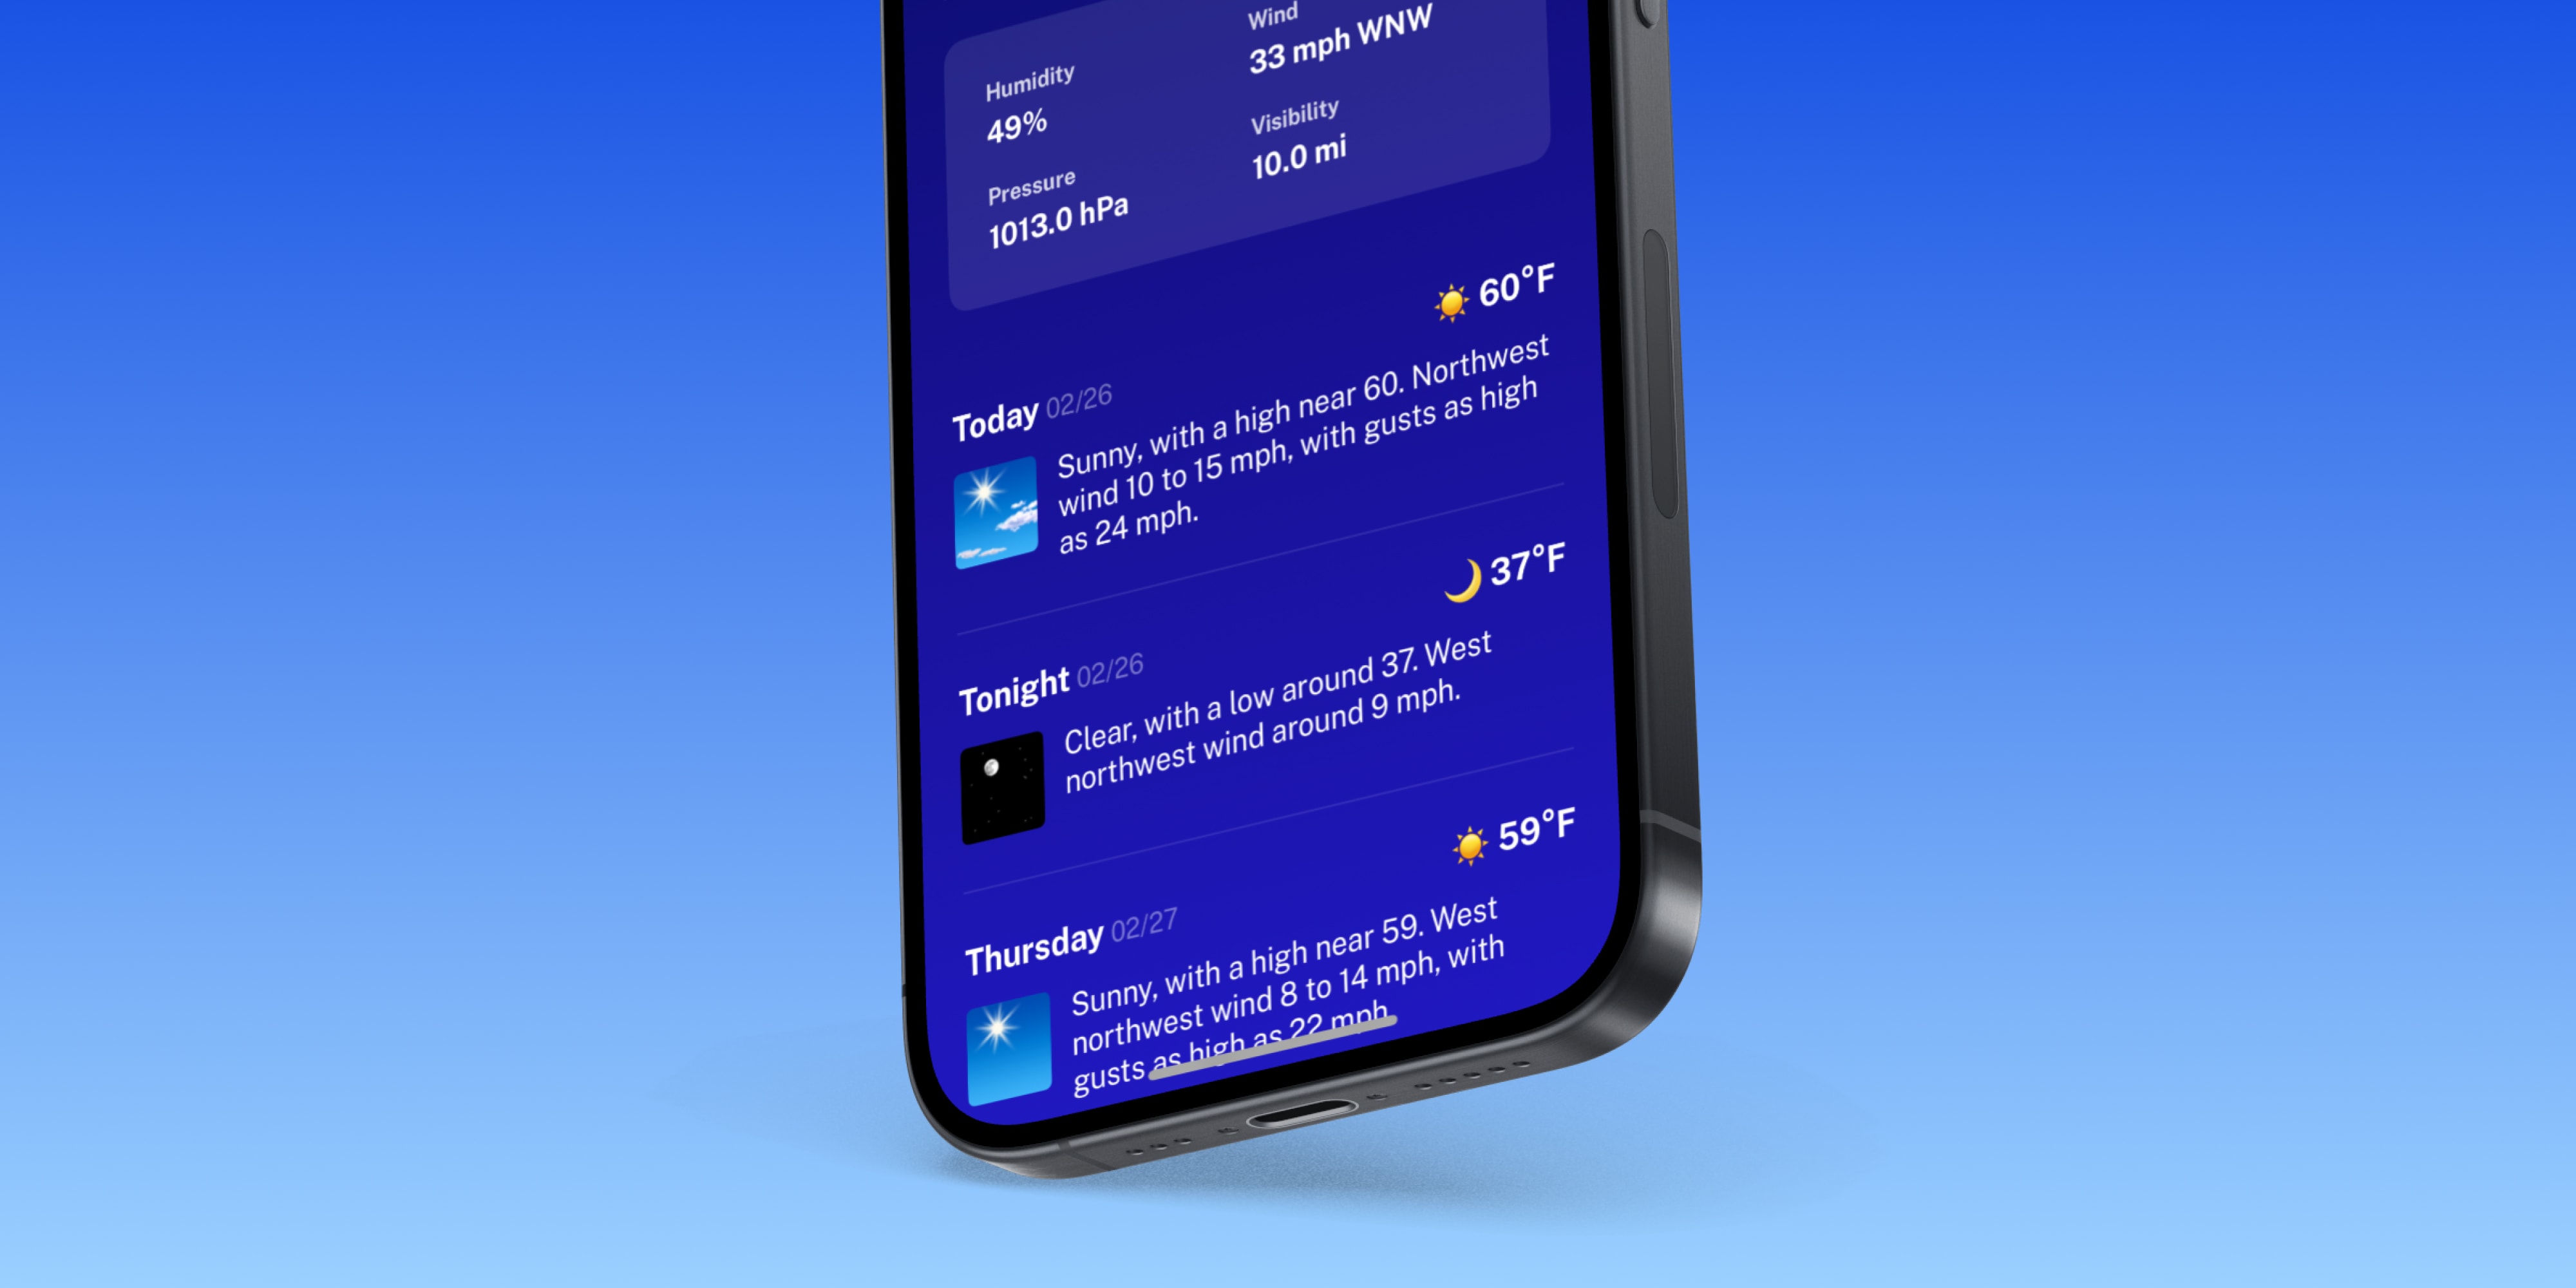 Humidity
49%
Wind
33 mph WNW
Pressure
1013.0 hPa
Visibility
10.0 mi
60°F
Today 02/26
Sunny, with a high near 60. Northwest
wind 10 to 15 mph, with gusts as high
as 24 mph.
37°F
Tonight 02/26
Clear, with a low around 37. West
northwest wind around 9 mph.
59°F
Thursday 02/27
Sunny, with a high near 59. West
northwest wind 8 to 14 mph, with
gusts as high as 22 mph